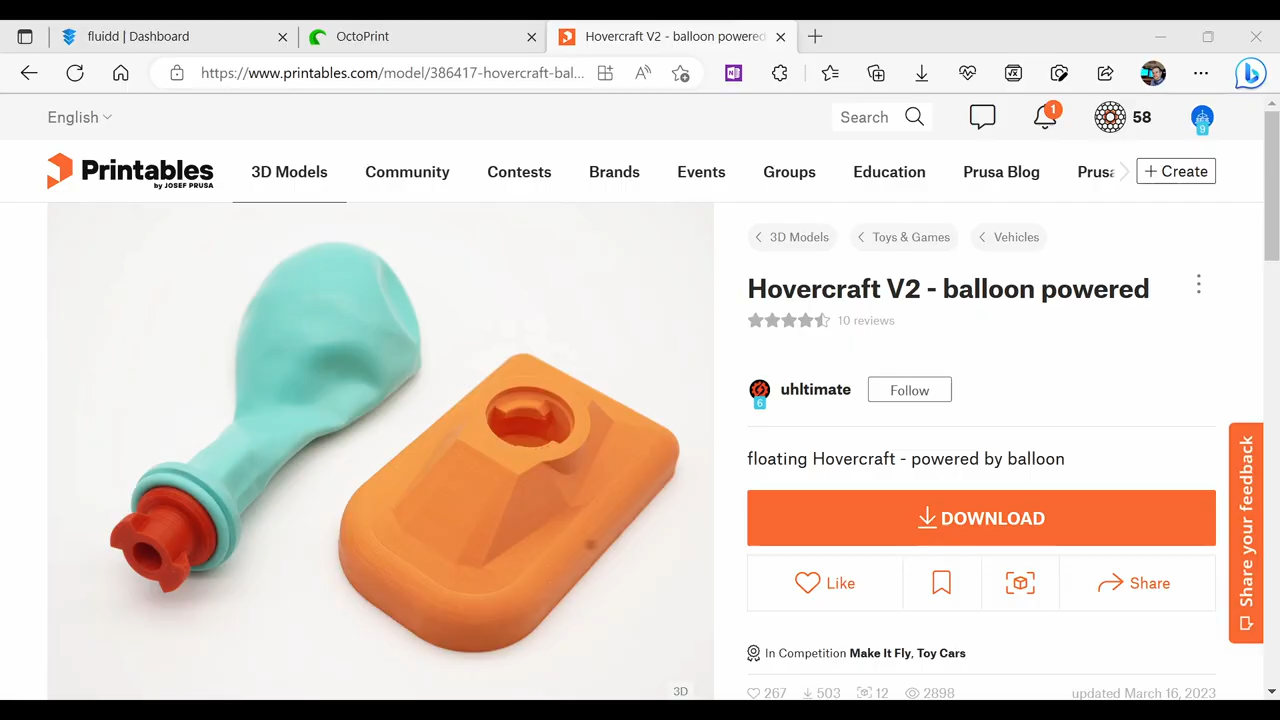 fluidd | Dashboard
OctoPrint
Hovercraft V2 - balloon powered
https://www.printables.com/model/386417-hovercraft-bal...
English
Search
1
58
9
Printables
by JOSEF PRUSA
3D Models
Community
Contests
Brands
Events
Groups
Education
Prusa Blog
Prusa
+ Create
3D Models
Toys & Games
Vehicles
Hovercraft V2 - balloon powered
10 reviews
uhltimate
6
Follow
floating Hovercraft - powered by balloon
DOWNLOAD
Like
Share
Share your feedback
In Competition Make It Fly, Toy Cars
267 503 12 2898
updated March 16, 2023
3D